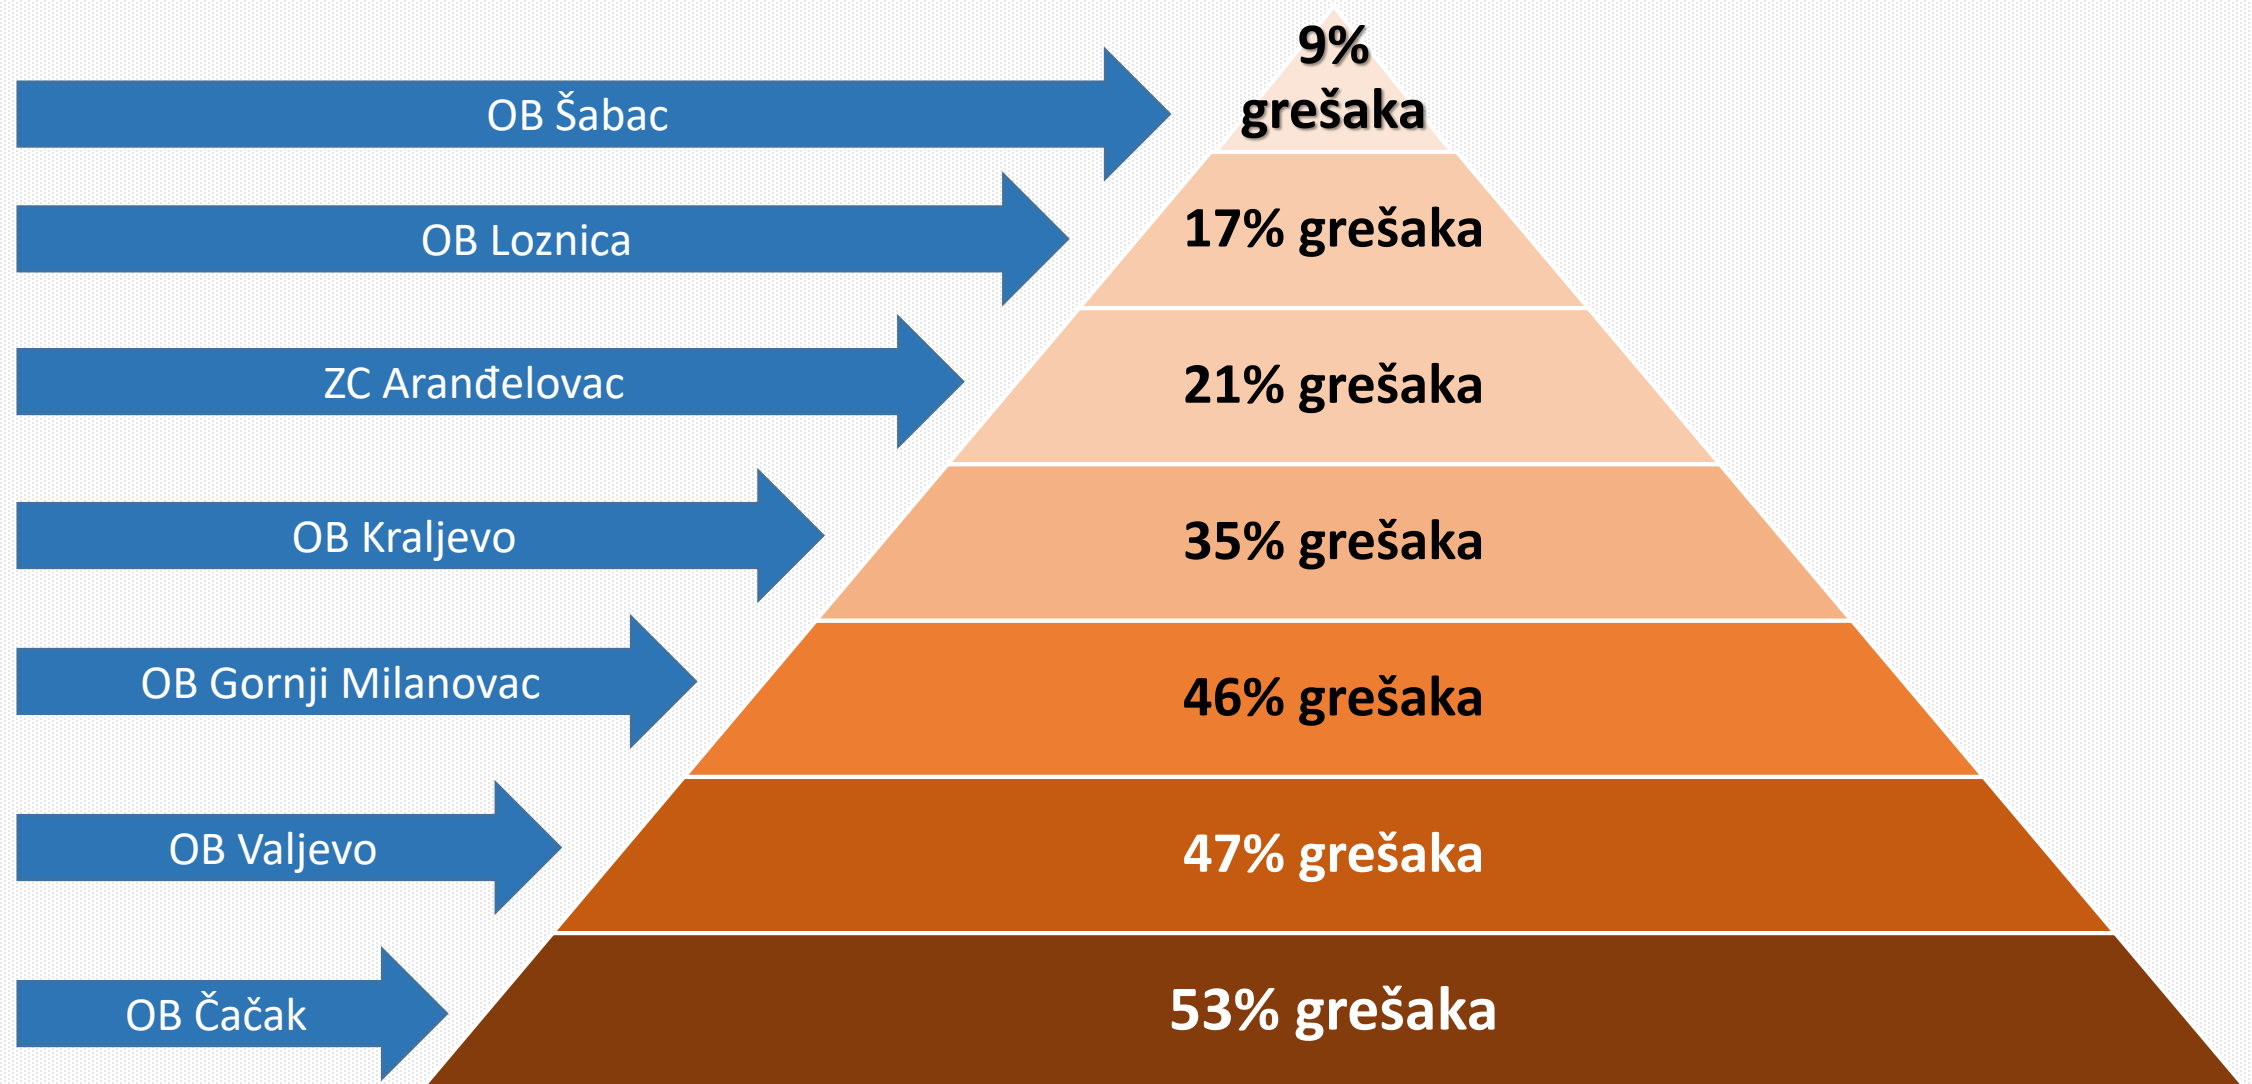 9%
grešaka
OB Šabac
17% grešaka
OB Loznica
21% grešaka
ZC Aranđelovac
35% grešaka
OB Kraljevo
46% grešaka
OB Gornji Milanovac
47% grešaka
OB Valjevo
53% grešaka
OB Čačak